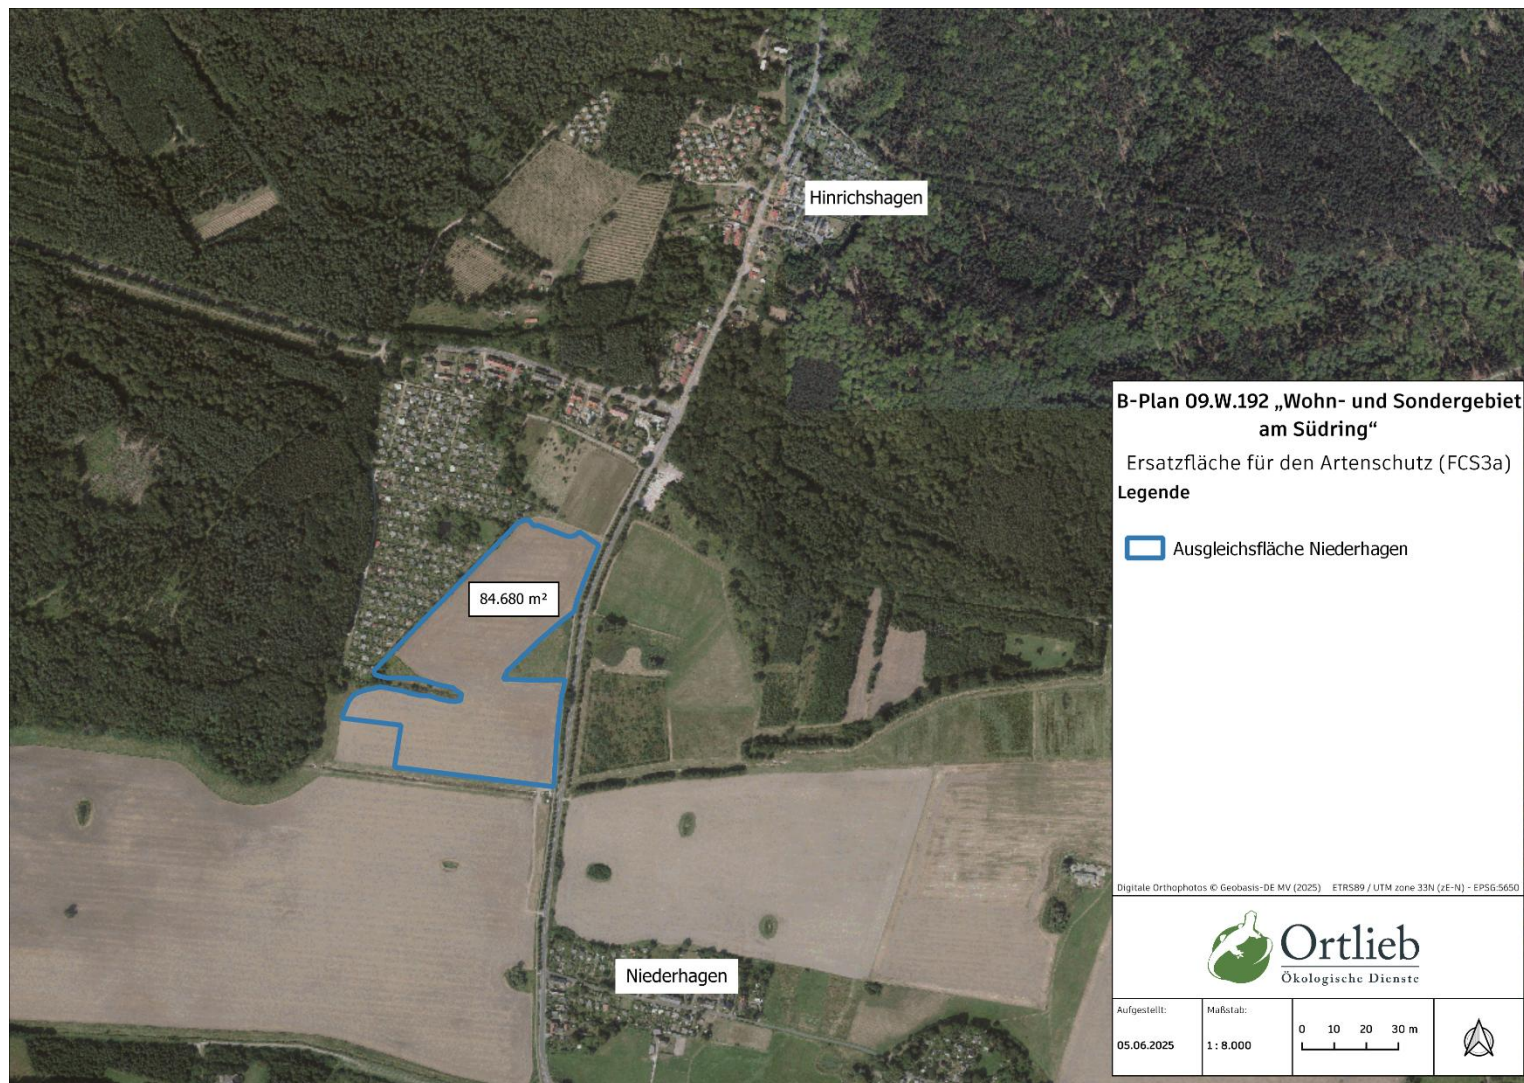 Hinrichshagen
84.680 m²
Niederhagen
B-Plan 09.W.192 „Wohn- und Sondergebiet
am Südring“
Ersatzfläche für den Artenschutz (FCS3a)
Legende
Ausgleichsfläche Niederhagen
Digitale Orthophotos © Geobasis-DE MV (2025) ETRS89 / UTM zone 33N (zE-N) - EPSG:5650
Ortlieb
Ökologische Dienste
Aufgestellt:
05.06.2025
Maßstab:
1 : 8.000
0 10 20 30 m